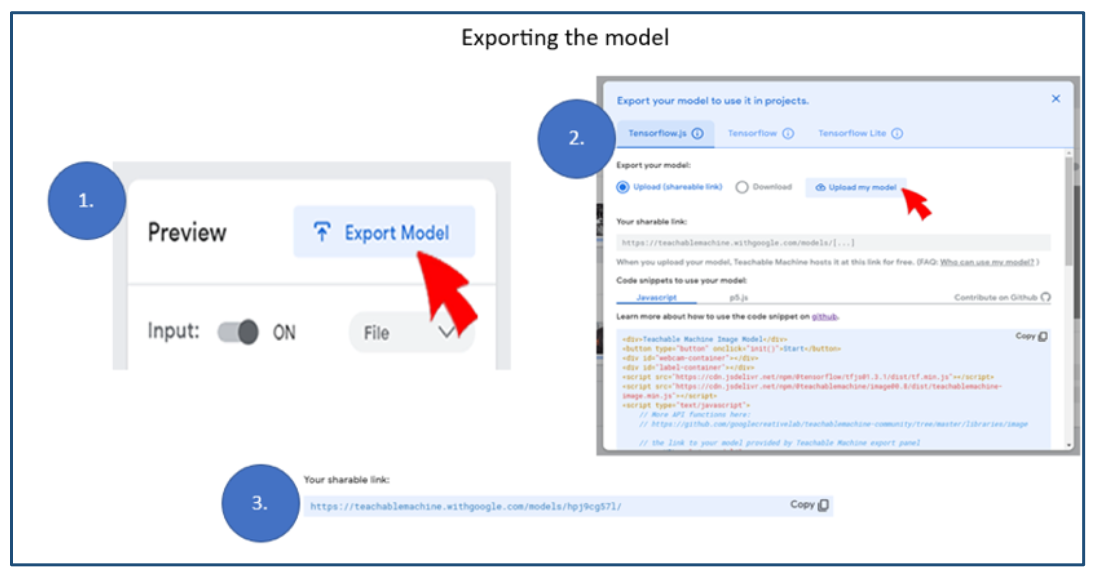 Exporting the model
1.
Preview
Export Model
Input:
ON
File
2.
Export your model to use it in projects.
Tensorflow.js
Tensorflow
Tensorflow Lite
Export your model:
Upload (shareable link)
Download
Upload my model
Your sharable link:
https://teachablemachine.withgoogle.com/models/[...]
When you upload your model, Teachable Machine hosts it at this link for free. (FAQ: Who can use my model?)
Code snippets to use your model:
Javascript
p5.js
Contribute on Github
Learn more about how to use the code snippet on github.
Copy
<div>Teachable Machine Image Model</div>
<button type="button" onclick="init()">Start</button>
<div id="webcam-container"></div>
<div id="label-container"></div>
<script src="https://cdn.jsdelivr.net/npm/@tensorflow/tfjs@1.3.1/dist/tf.min.js"></script>
<script src="https://cdn.jsdelivr.net/npm/@teachablemachine/image@0.8/dist/teachablemachine-
image.min.js"></script>
<script type="text/javascript">
// More API functions here:
// https://github.com/googlecreativelab/teachablemachine-community/tree/master/libraries/image
// the link to your model provided by Teachable Machine export panel
3.
Your sharable link:
https://teachablemachine.withgoogle.com/models/hpj9cg57l/
Copy